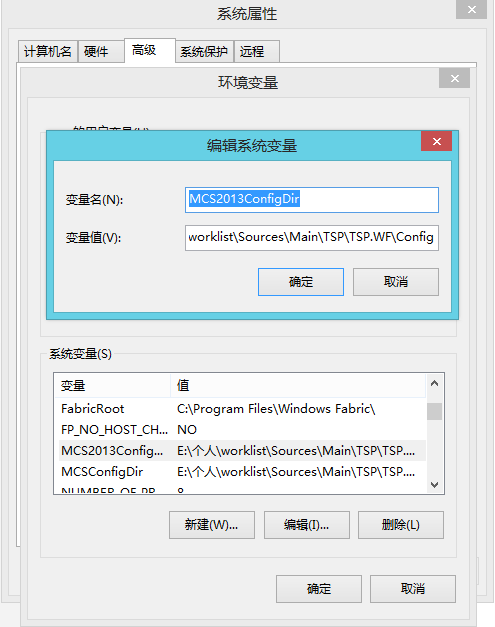 系统属性
计算机名 硬件 高级 系统保护 远程
环境变量
编辑系统变量
变量名(N): MCS2013ConfigDir
变量值(V): worklist\Sources\Main\TSP\TSP.WF\Config
确定 取消
系统变量(S)
变量 值
FabricRoot C:\Program Files\Windows Fabric\
FP_NO_HOST_CH... NO
MCS2013Config... E:\个人\worklist\Sources\Main\TSP\TSP....
MCSConfigDir E:\个人\worklist\Sources\Main\TSP\TSP....
NUMBER_OF_PR 8
新建(W)... 编辑(I)... 删除(L)
确定 取消